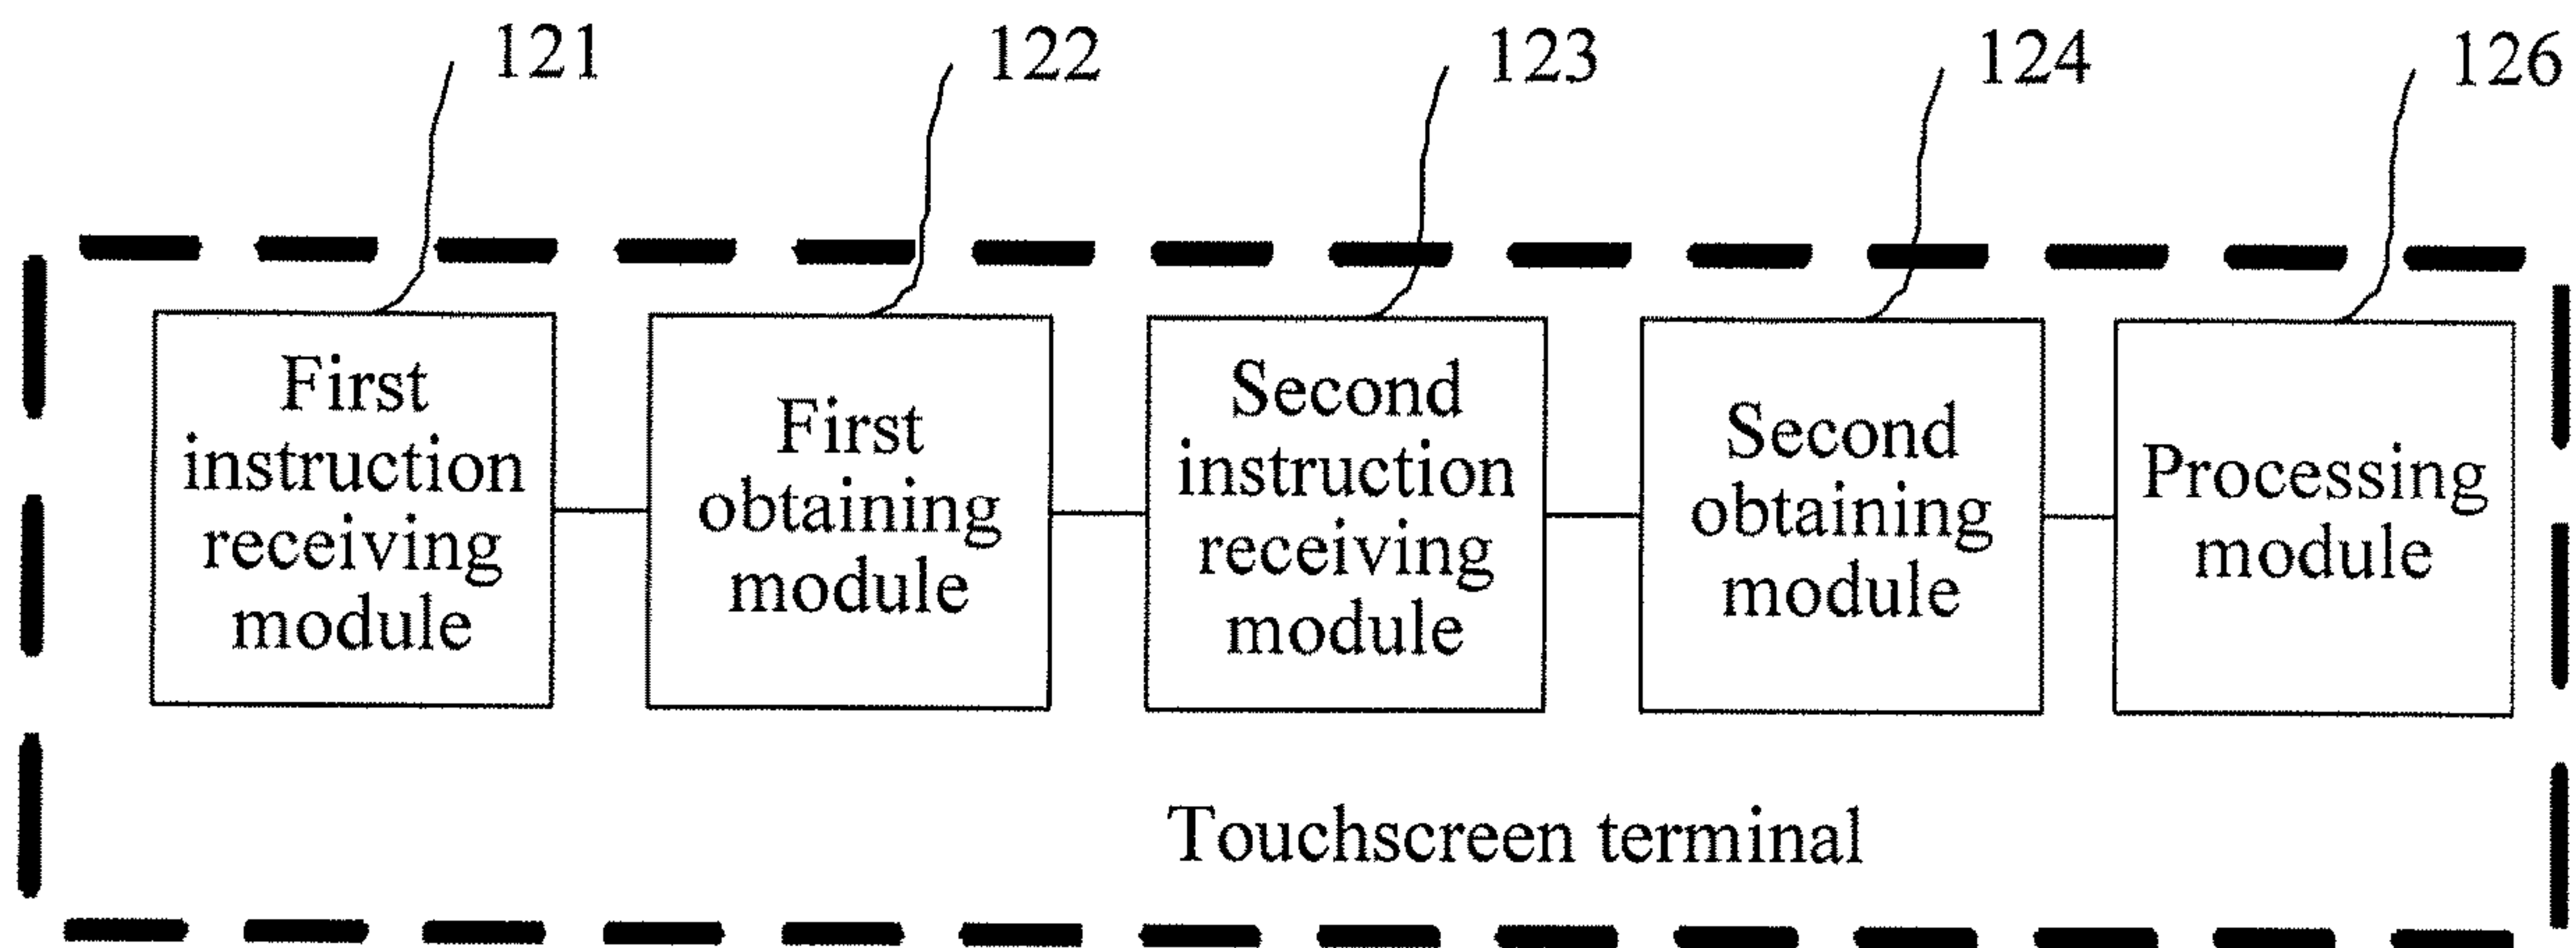 121
122
123
124
126
First
instruction
receiving
module
First
obtaining
module
Second
instruction
receiving
module
Second
obtaining
module
Processing
module
Touchscreen terminal